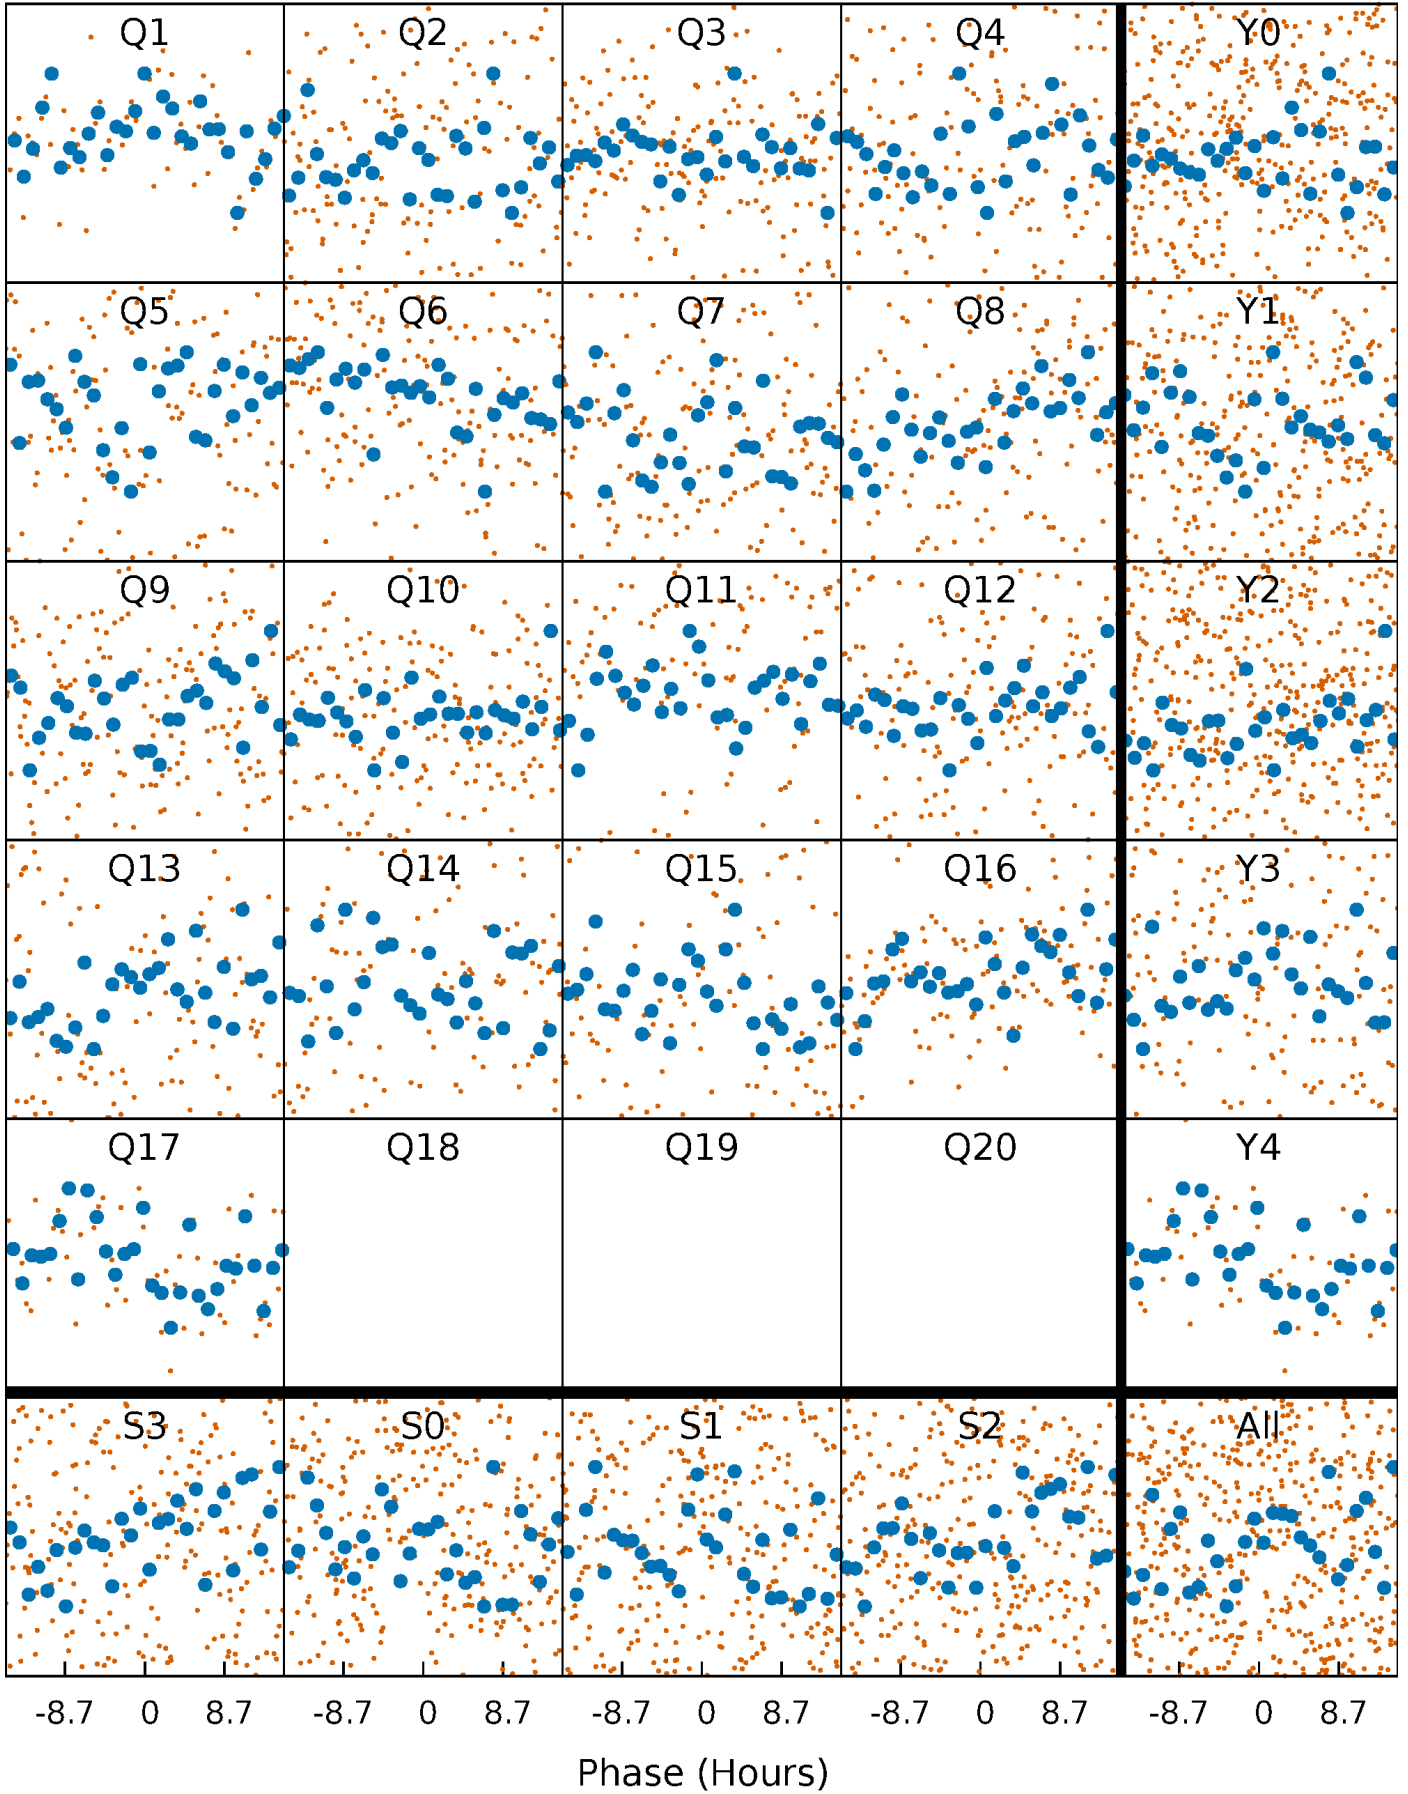 Q1 Q2 Q3 Q4 Y0
Q5 Q6 Q7 Q8 Y1
Q9 Q10 Q11 Q12 Y2
Q13 Q14 Q15 Q16 Y3
Q17 Q18 Q19 Q20 Y4
S3 S0 S1 S2 All
-8.7 0 8.7 -8.7 0 8.7 -8.7 0 8.7 -8.7 0 8.7 -8.7 0 8.7
Phase (Hours)